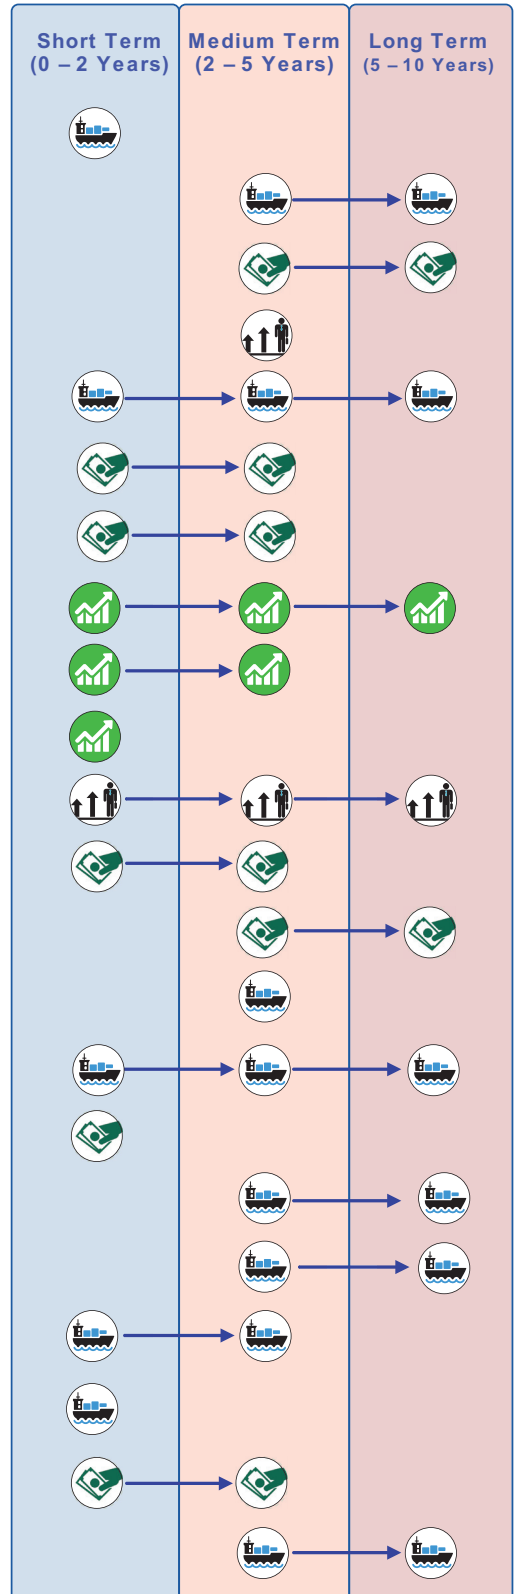 Short Term
(0 – 2 Years)
Medium Term
(2 – 5 Years)
Long Term
(5 – 10 Years)